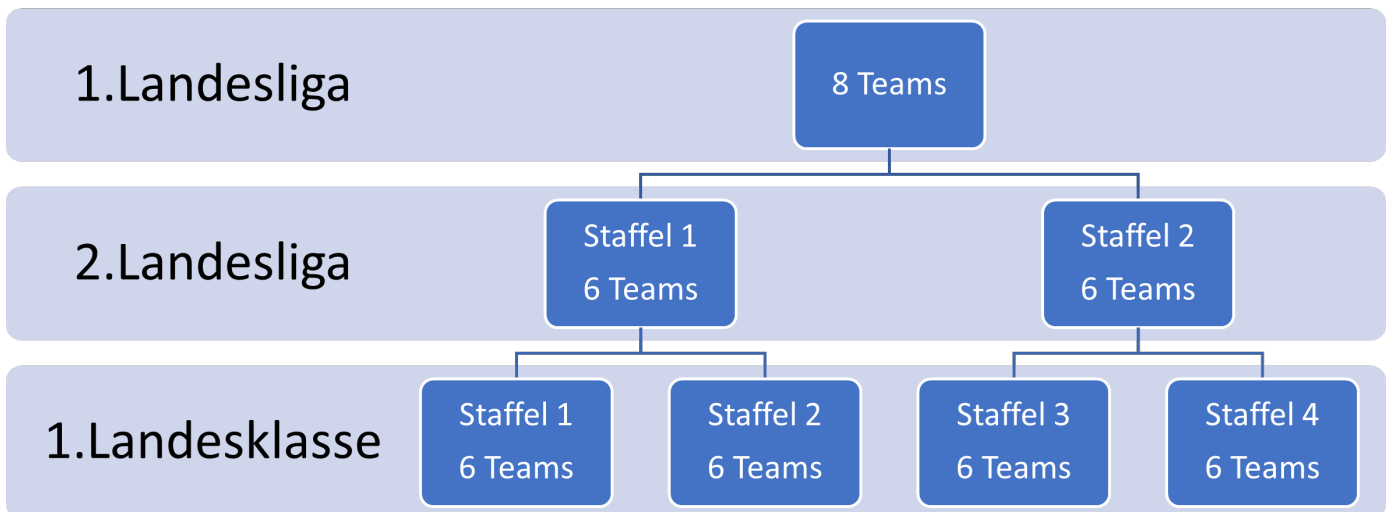 1.Landesliga
8 Teams
2.Landesliga
Staffel 1
6 Teams
Staffel 2
6 Teams
1.Landesklasse
Staffel 1
6 Teams
Staffel 2
6 Teams
Staffel 3
6 Teams
Staffel 4
6 Teams